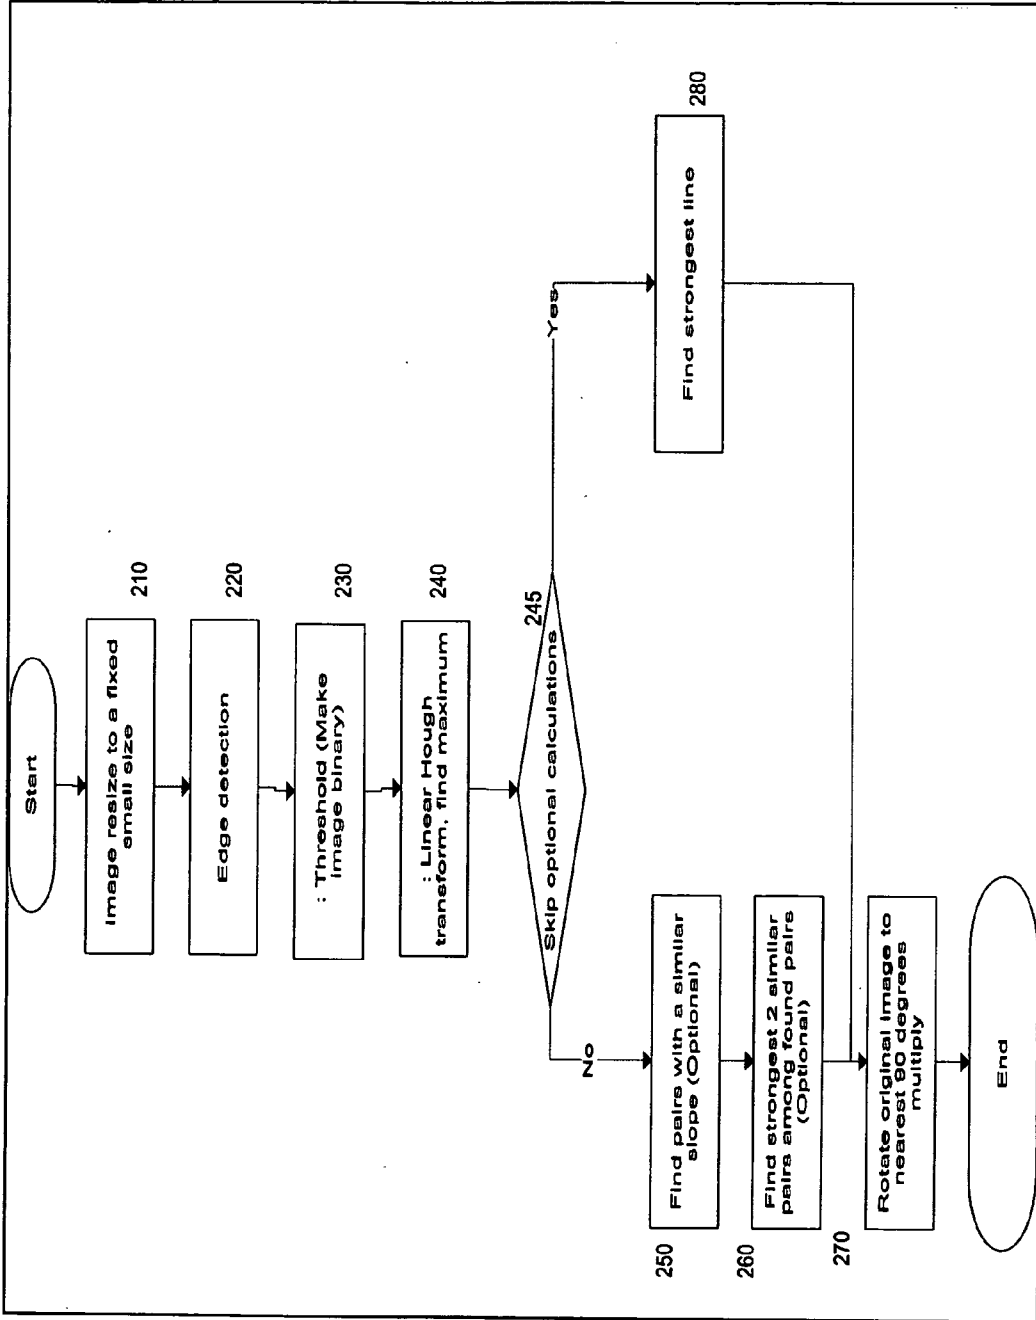 Start
Image resize to a fixed
small size
210
Edge detection
220
: Threshold (Make
image binary)
230
: Linear Hough
transform, find maximum
240
Skip optional calculations
245
No
Yes
Find pairs with a similar
slope (Optional)
250
Find strongest 2 similar
pairs among found pairs
(Optional)
260
Find strongest line
280
Rotate original image to
nearest 90 degrees
multiply
270
End